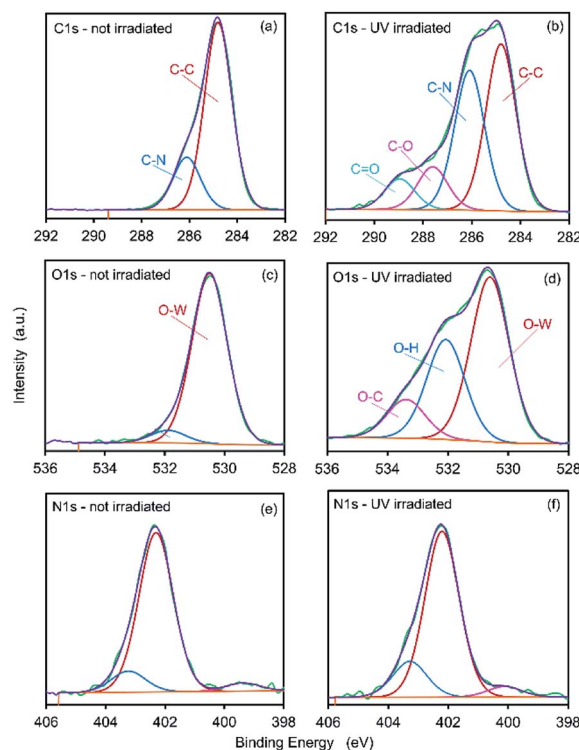 C1s - not irradiated (a)
C-C
C-N
292 290 288 286 284 282
C1s - UV irradiated (b)
C-N
C-C
C-O
C=O
292 290 288 286 284 282
O1s - not irradiated (c)
O-W
536 534 532 530 528
O1s - UV irradiated (d)
O-W
O-H
O-C
536 534 532 530 528
N1s - not irradiated (e)
406 404 402 400 398
N1s - UV irradiated (f)
406 404 402 400 398
Intensity (a.u.)
Binding Energy (eV)